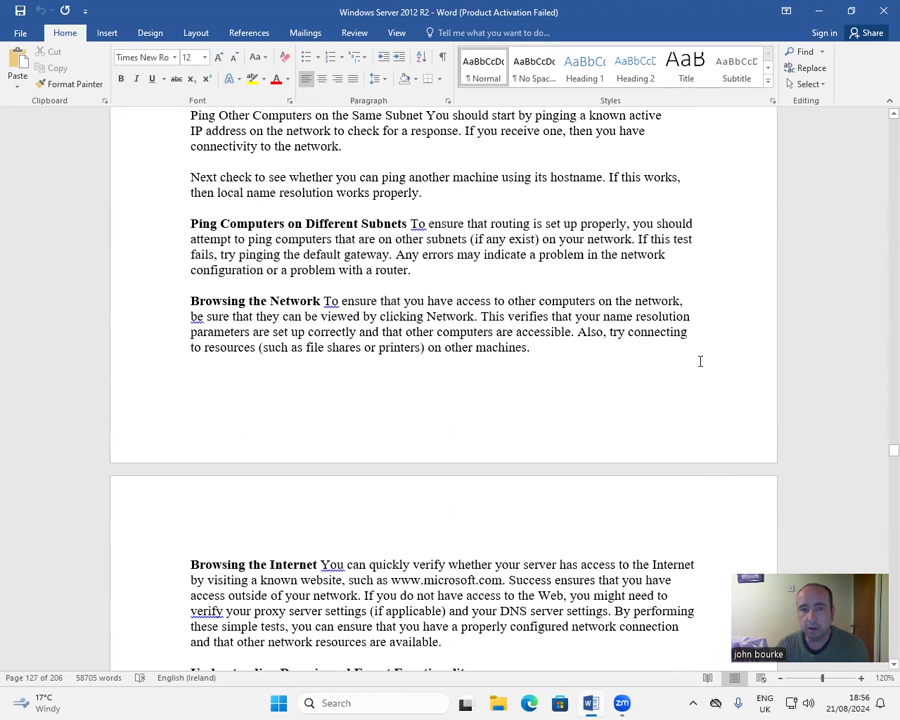 Windows Server 2012 R2 - Word (Product Activation Failed)
File Home Insert Design Layout References Mailings Review View Tell me what you want to do... Sign in Share
Paste Cut Copy Format Painter
Times New Ro 12 Aa
B I U abc x₂ x² A A
AaBbCcDc AaBbCcDc AaBbCc AaBbCcC AaB AaBbCcD
¶ Normal ¶ No Spac... Heading 1 Heading 2 Title Subtitle
Find Replace Select
Clipboard Font Paragraph Styles Editing
Ping Other Computers on the Same Subnet You should start by pinging a known active
IP address on the network to check for a response. If you receive one, then you have
connectivity to the network.
Next check to see whether you can ping another machine using its hostname. If this works,
then local name resolution works properly.
Ping Computers on Different Subnets To ensure that routing is set up properly, you should
attempt to ping computers that are on other subnets (if any exist) on your network. If this test
fails, try pinging the default gateway. Any errors may indicate a problem in the network
configuration or a problem with a router.
Browsing the Network To ensure that you have access to other computers on the network,
be sure that they can be viewed by clicking Network. This verifies that your name resolution
parameters are set up correctly and that other computers are accessible. Also, try connecting
to resources (such as file shares or printers) on other machines.
Browsing the Internet You can quickly verify whether your server has access to the Internet
by visiting a known website, such as www.microsoft.com. Success ensures that you have
access outside of your network. If you do not have access to the Web, you might need to
verify your proxy server settings (if applicable) and your DNS server settings. By performing
these simple tests, you can ensure that you have a properly configured network connection
and that other network resources are available.
john bourke
Page 127 of 206 58705 words English (Ireland) 120%
17°C
Windy
Search
ENG
UK
18:56
21/08/2024